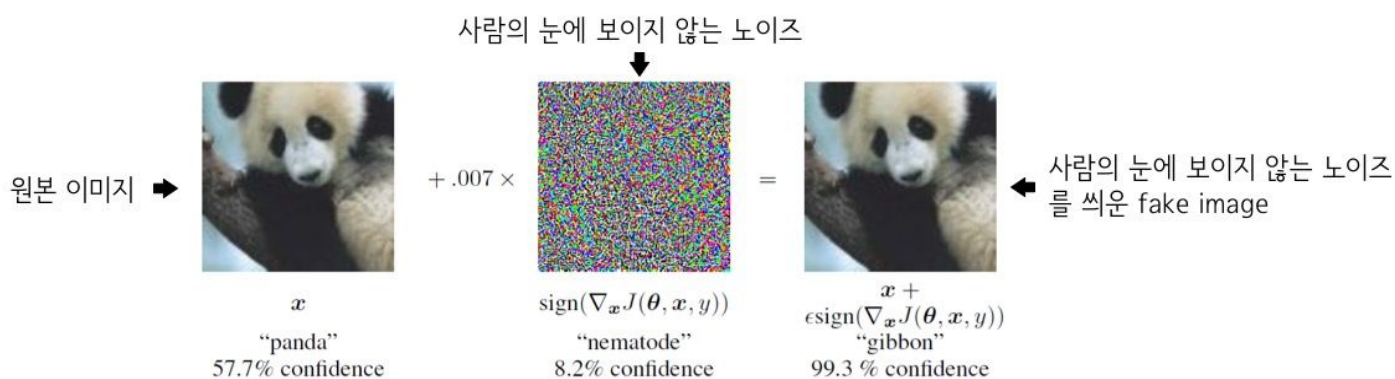 사람의 눈에 보이지 않는 노이즈
원본 이미지
+ .007 ×
=
사람의 눈에 보이지 않는 노이즈
를 씌운 fake image
x
“panda”
57.7% confidence
sign(∇ₓJ(θ, x, y))
“nematode”
8.2% confidence
x +
ϵsign(∇ₓJ(θ, x, y))
“gibbon”
99.3 % confidence